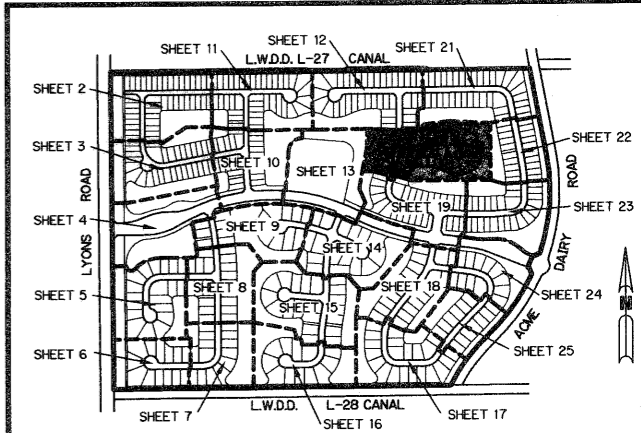 SHEET 11
SHEET 12
SHEET 21
L.W.D.D. L-27 CANAL
SHEET 2
SHEET 22
SHEET 3
SHEET 10
SHEET 13
ROAD
SHEET 19
SHEET 23
SHEET 4
SHEET 9
SHEET 14
LYONS ROAD
SHEET 5
SHEET 8
SHEET 15
SHEET 18
SHEET 24
ACME DAIRY
N
SHEET 6
SHEET 25
SHEET 7
L.W.D.D. L-28 CANAL
SHEET 16
SHEET 17